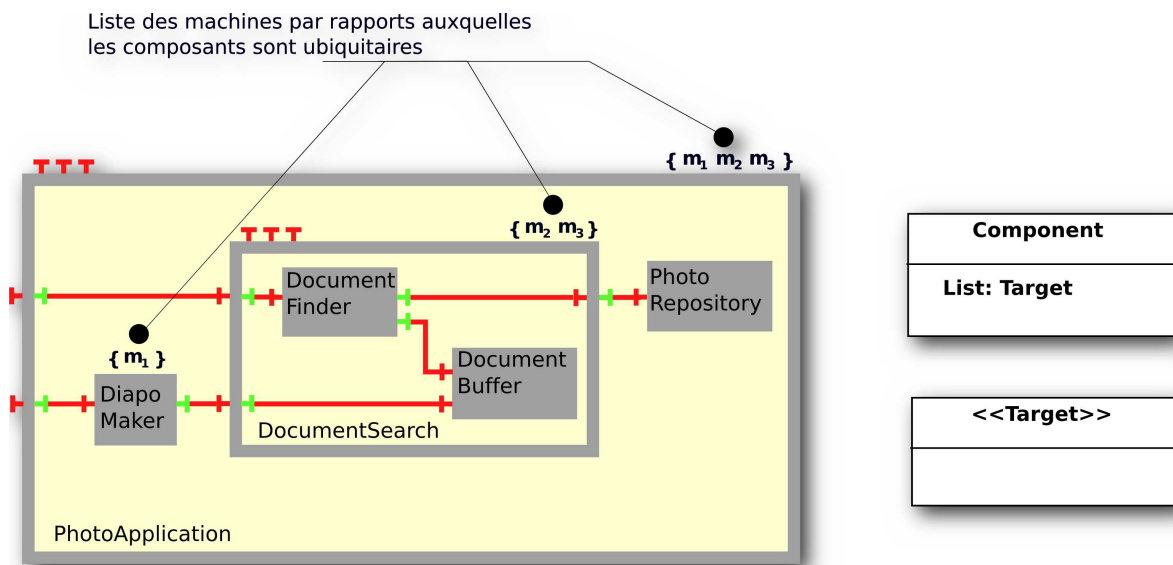 Liste des machines par rapports auxquelles
les composants sont ubiquitaires
{ m₁ m₂ m₃ }
{ m₂ m₃ }
Document
Finder
Photo
Repository
{ m₁ }
Document
Buffer
Diapo
Maker
DocumentSearch
PhotoApplication
Component
List: Target
<<Target>>